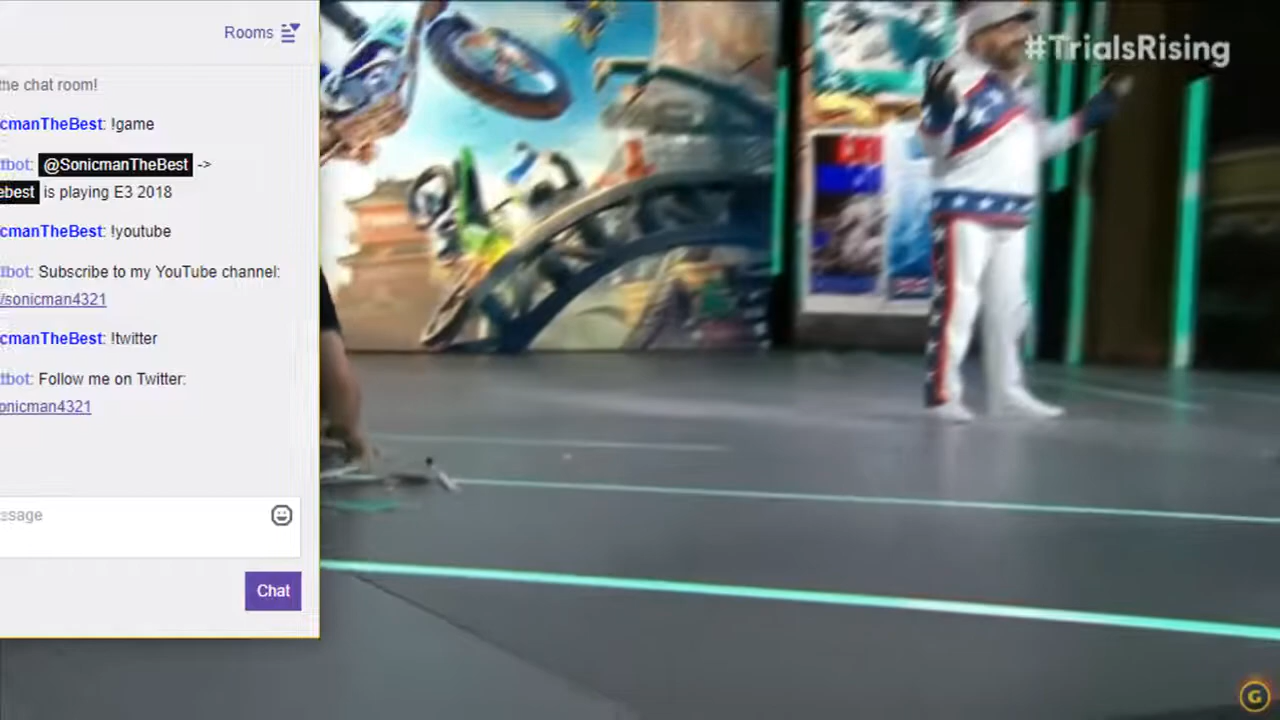 Rooms
the chat room!
cmanTheBest: !game
tbot: @SonicmanTheBest ->
ebest is playing E3 2018
cmanTheBest: !youtube
tbot: Subscribe to my YouTube channel:
/sonicman4321
cmanTheBest: !twitter
tbot: Follow me on Twitter:
onicman4321
ssage
Chat
#TrialsRising
G